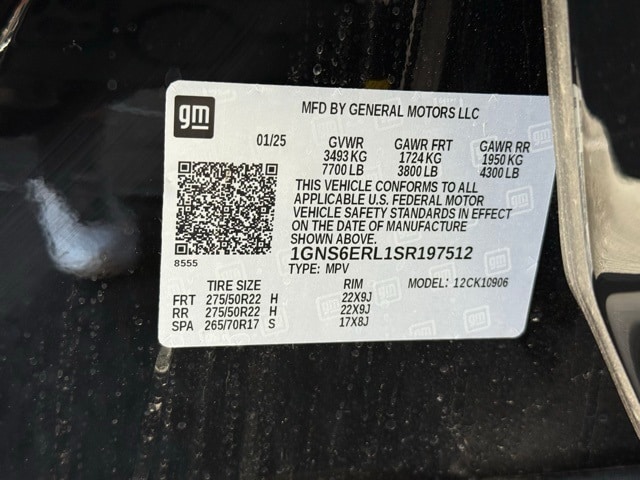 gm
MFD BY GENERAL MOTORS LLC
01/25 GVWR GAWR FRT GAWR RR
3493 KG 1724 KG 1950 KG
7700 LB 3800 LB 4300 LB
THIS VEHICLE CONFORMS TO ALL
APPLICABLE U.S. FEDERAL MOTOR
VEHICLE SAFETY STANDARDS IN EFFECT
ON THE DATE OF MANUFACTURE
SHOWN ABOVE.
1GNS6ERL1SR197512
8555
TYPE: MPV
TIRE SIZE RIM MODEL: 12CK10906
FRT 275/50R22 H 22X9J
RR 275/50R22 H 22X9J
SPA 265/70R17 S 17X8J